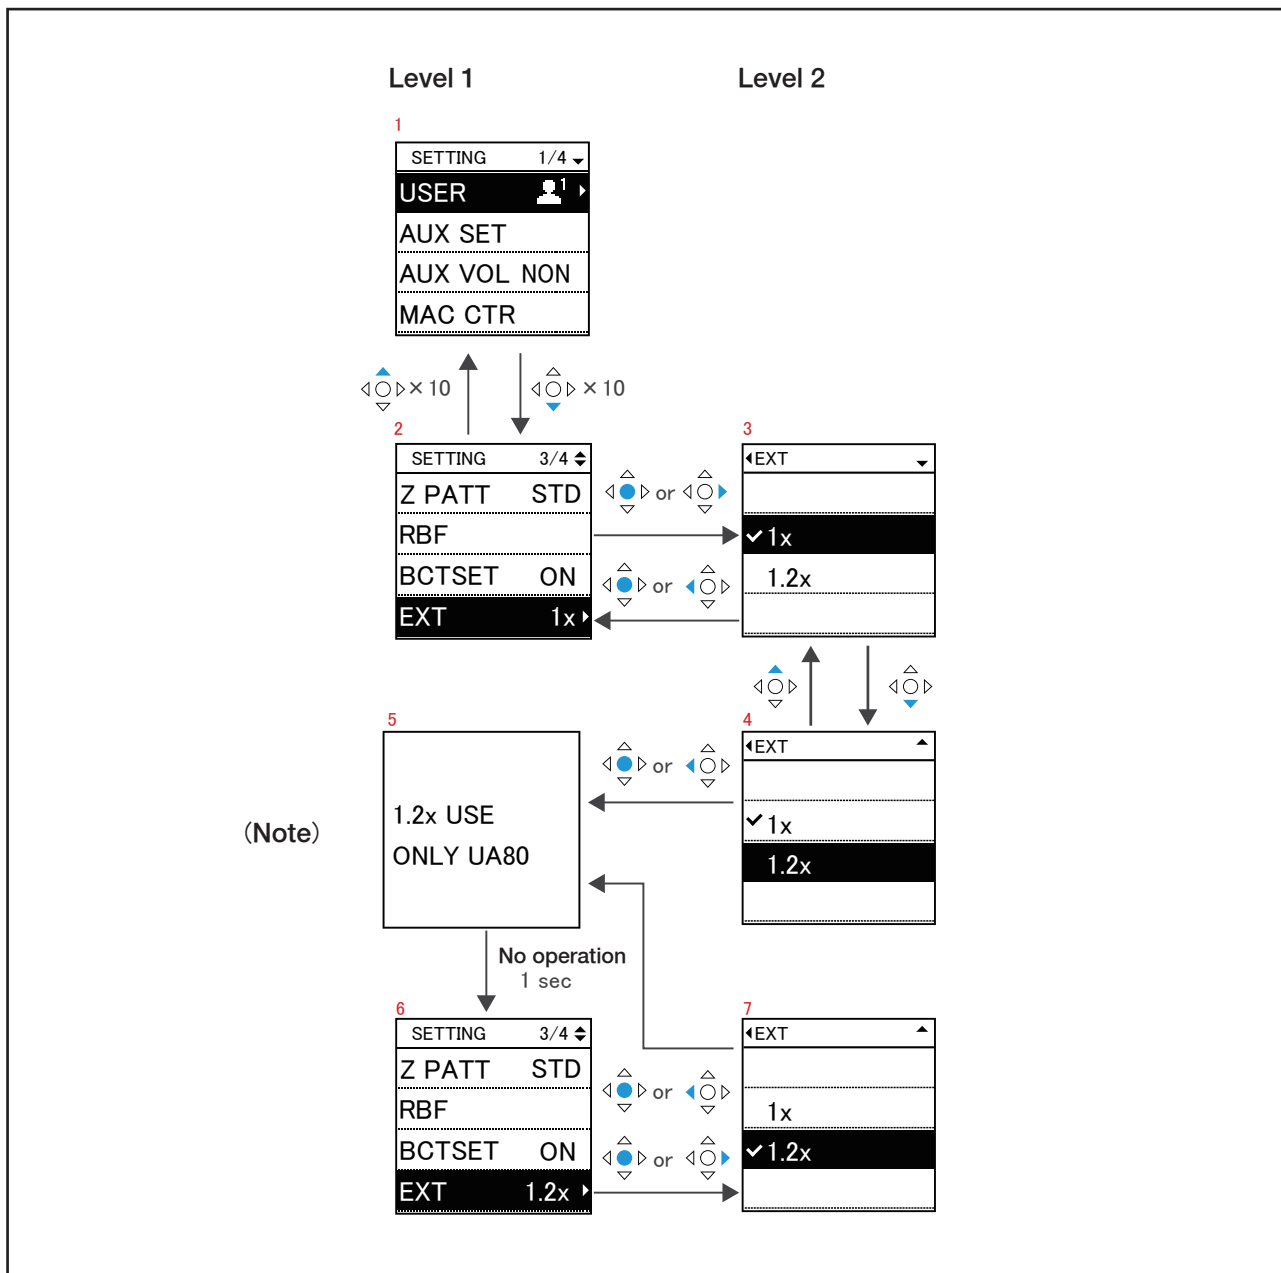 Level 1
Level 2
1
SETTING 1/4
USER 1
AUX SET
AUX VOL NON
MAC CTR
×10
×10
2
SETTING 3/4
Z PATT STD
RBF
BCTSET ON
EXT 1x
or
or
3
EXT
1x
1.2x
4
EXT
1x
1.2x
or
5
1.2x USE
ONLY UA80
(Note)
No operation
1 sec
6
SETTING 3/4
Z PATT STD
RBF
BCTSET ON
EXT 1.2x
or
or
7
EXT
1x
1.2x